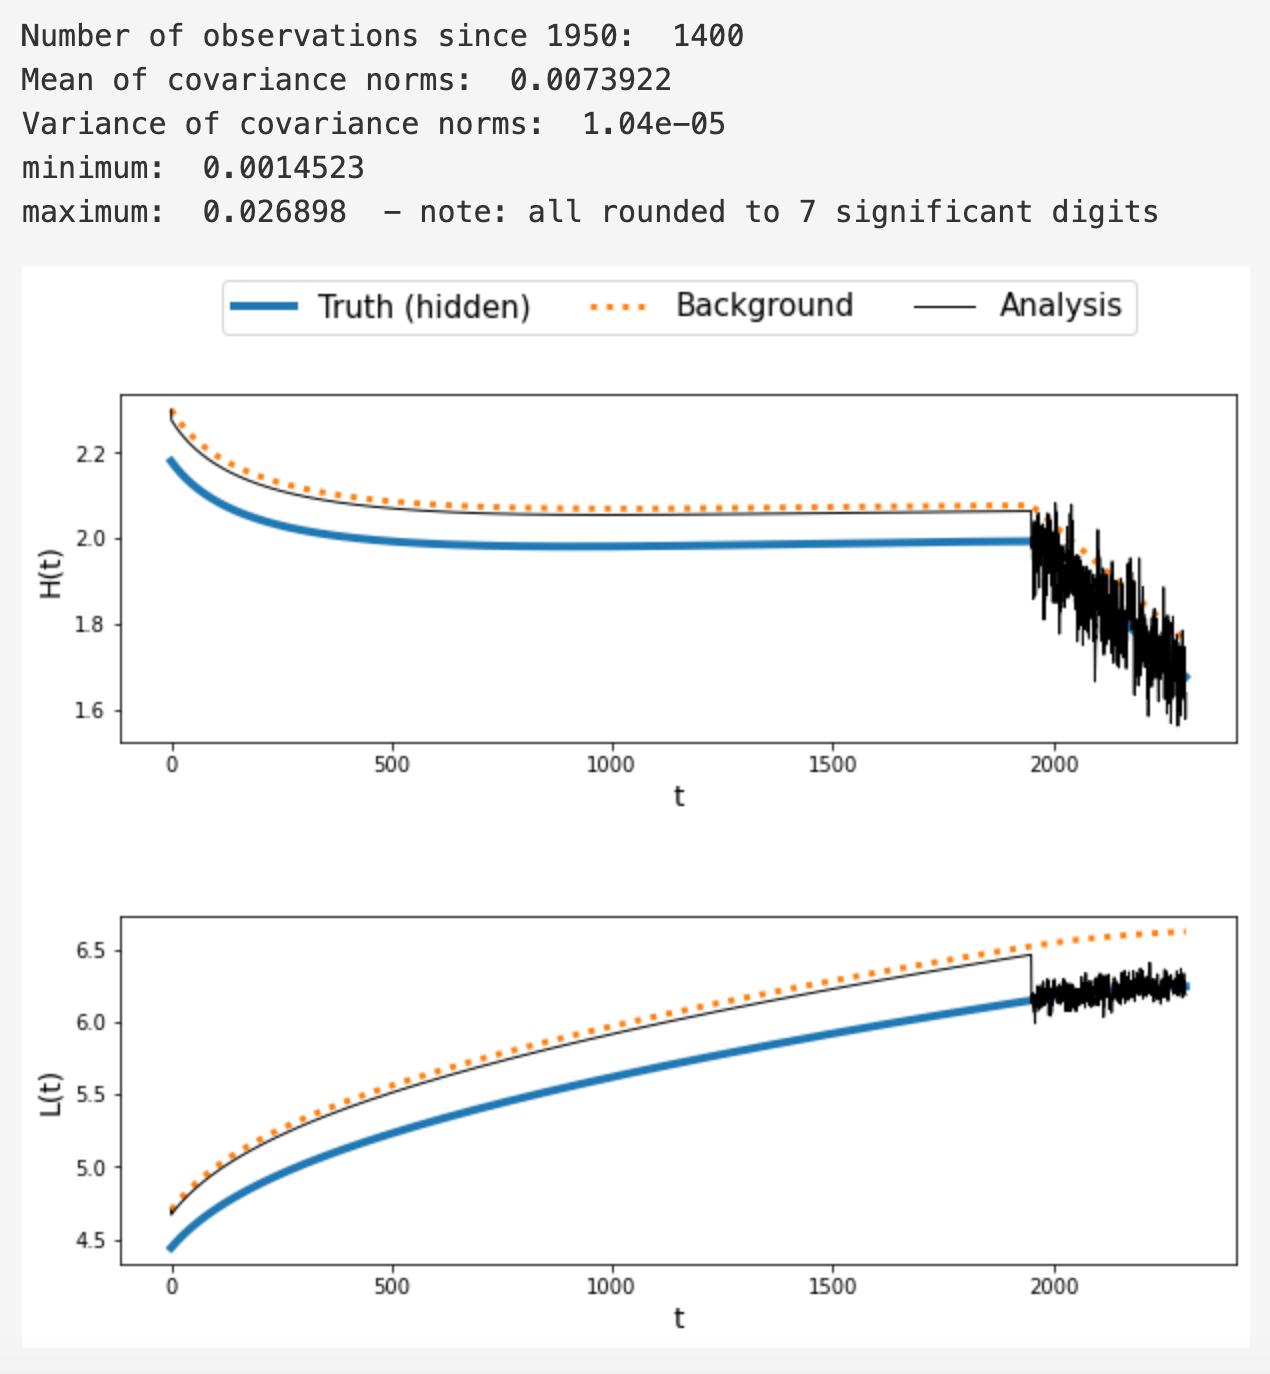 Number of observations since 1950:  1400
Mean of covariance norms:  0.0073922
Variance of covariance norms:  1.04e-05
minimum:  0.0014523
maximum:  0.026898  - note: all rounded to 7 significant digits
Truth (hidden) Background Analysis
2.2
2.0
1.8
1.6
H(t)
0 500 1000 1500 2000
t
6.5
6.0
5.5
5.0
4.5
L(t)
0 500 1000 1500 2000
t